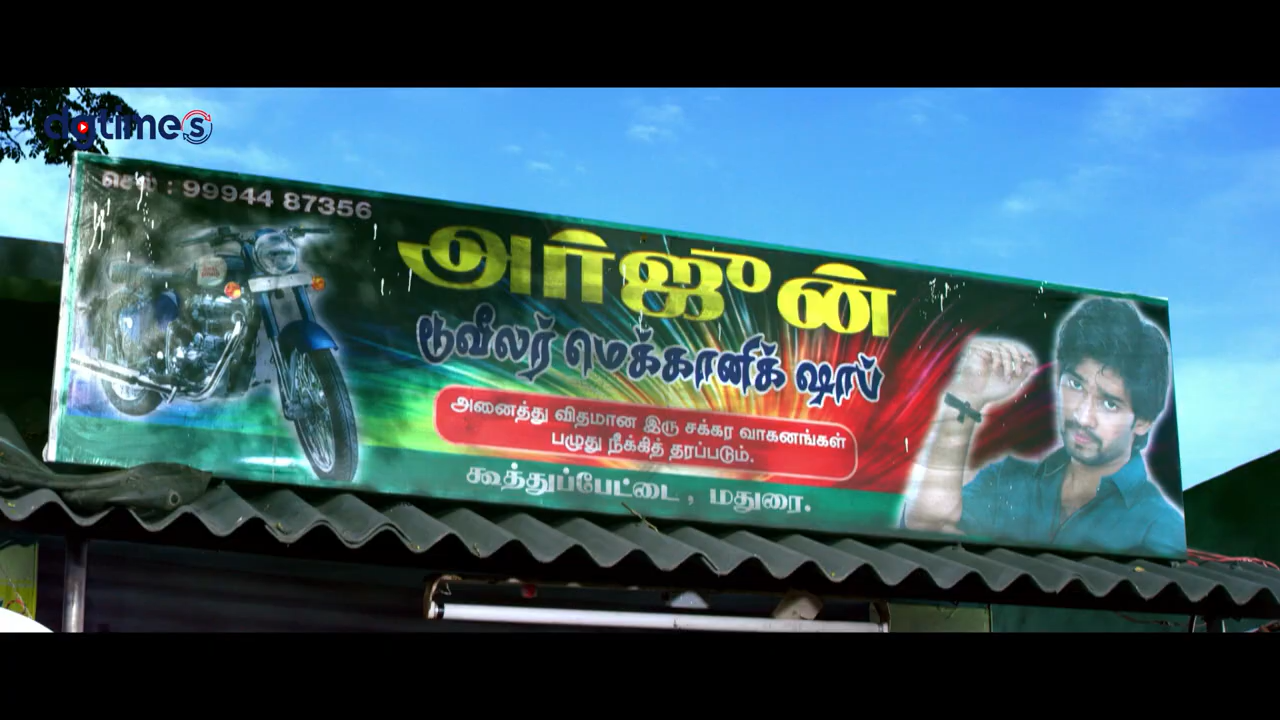 dgtimes
செல் : 99944 87356
அர்ஜுன்
டூவீலர் மெக்கானிக் ஷாப்
அனைத்து விதமான இரு சக்கர வாகனங்கள்
பழுது நீக்கித் தரப்படும்.
கூத்துப்பேட்டை , மதுரை.